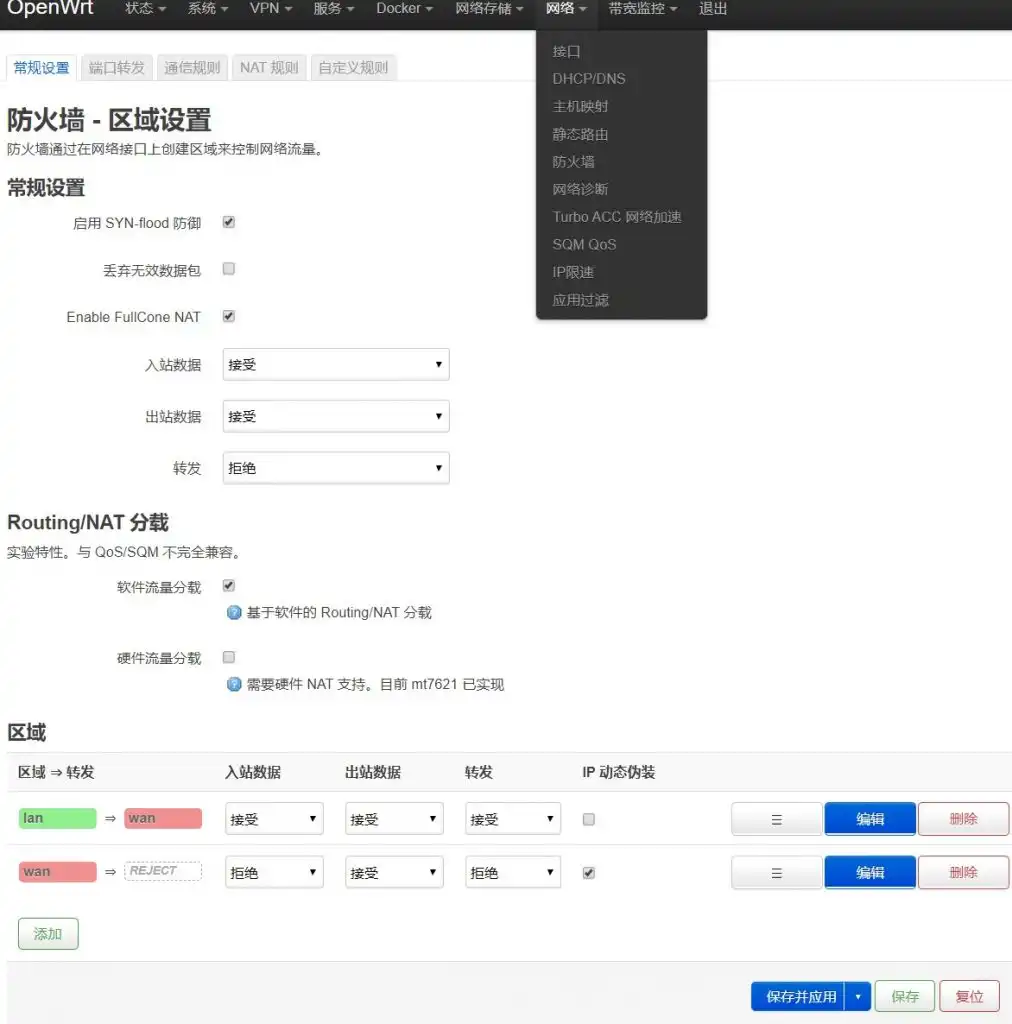 OpenWrt 状态 系统 VPN 服务 Docker 网络存储 网络 带宽监控 退出
接口
DHCP/DNS
主机映射
静态路由
防火墙
网络诊断
Turbo ACC 网络加速
SQM QoS
IP限速
应用过滤
常规设置 端口转发 通信规则 NAT 规则 自定义规则
防火墙 - 区域设置
防火墙通过在网络接口上创建区域来控制网络流量。
常规设置
启用 SYN-flood 防御
丢弃无效数据包
Enable FullCone NAT
入站数据 接受
出站数据 接受
转发 拒绝
Routing/NAT 分载
实验特性。与 QoS/SQM 不完全兼容。
软件流量分载
基于软件的 Routing/NAT 分载
硬件流量分载
需要硬件 NAT 支持。目前 mt7621 已实现
区域
区域 ⇒ 转发 入站数据 出站数据 转发 IP 动态伪装
lan ⇒ wan 接受 接受 接受 ☰ 编辑 删除
wan ⇒ REJECT 拒绝 接受 拒绝 ☰ 编辑 删除
添加
保存并应用 保存 复位